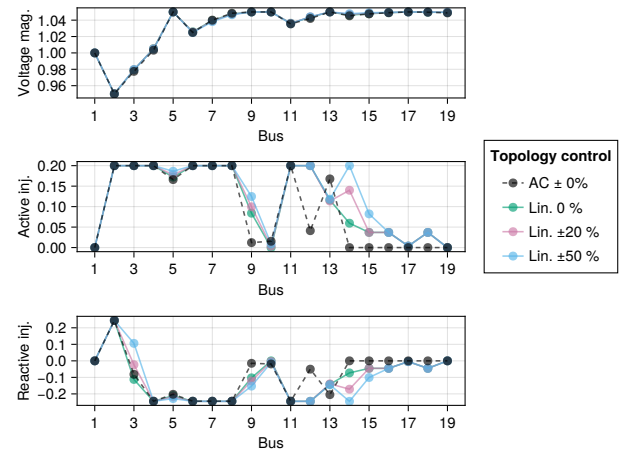 Voltage mag.
1.04
1.02
1.00
0.98
0.96
1 3 5 7 9 11 13 15 17 19
Bus
Active inj.
0.20
0.15
0.10
0.05
0.00
1 3 5 7 9 11 13 15 17 19
Bus
Reactive inj.
0.2
0.1
0.0
−0.1
−0.2
1 3 5 7 9 11 13 15 17 19
Bus
Topology control
AC ± 0%
Lin. 0 %
Lin. ±20 %
Lin. ±50 %